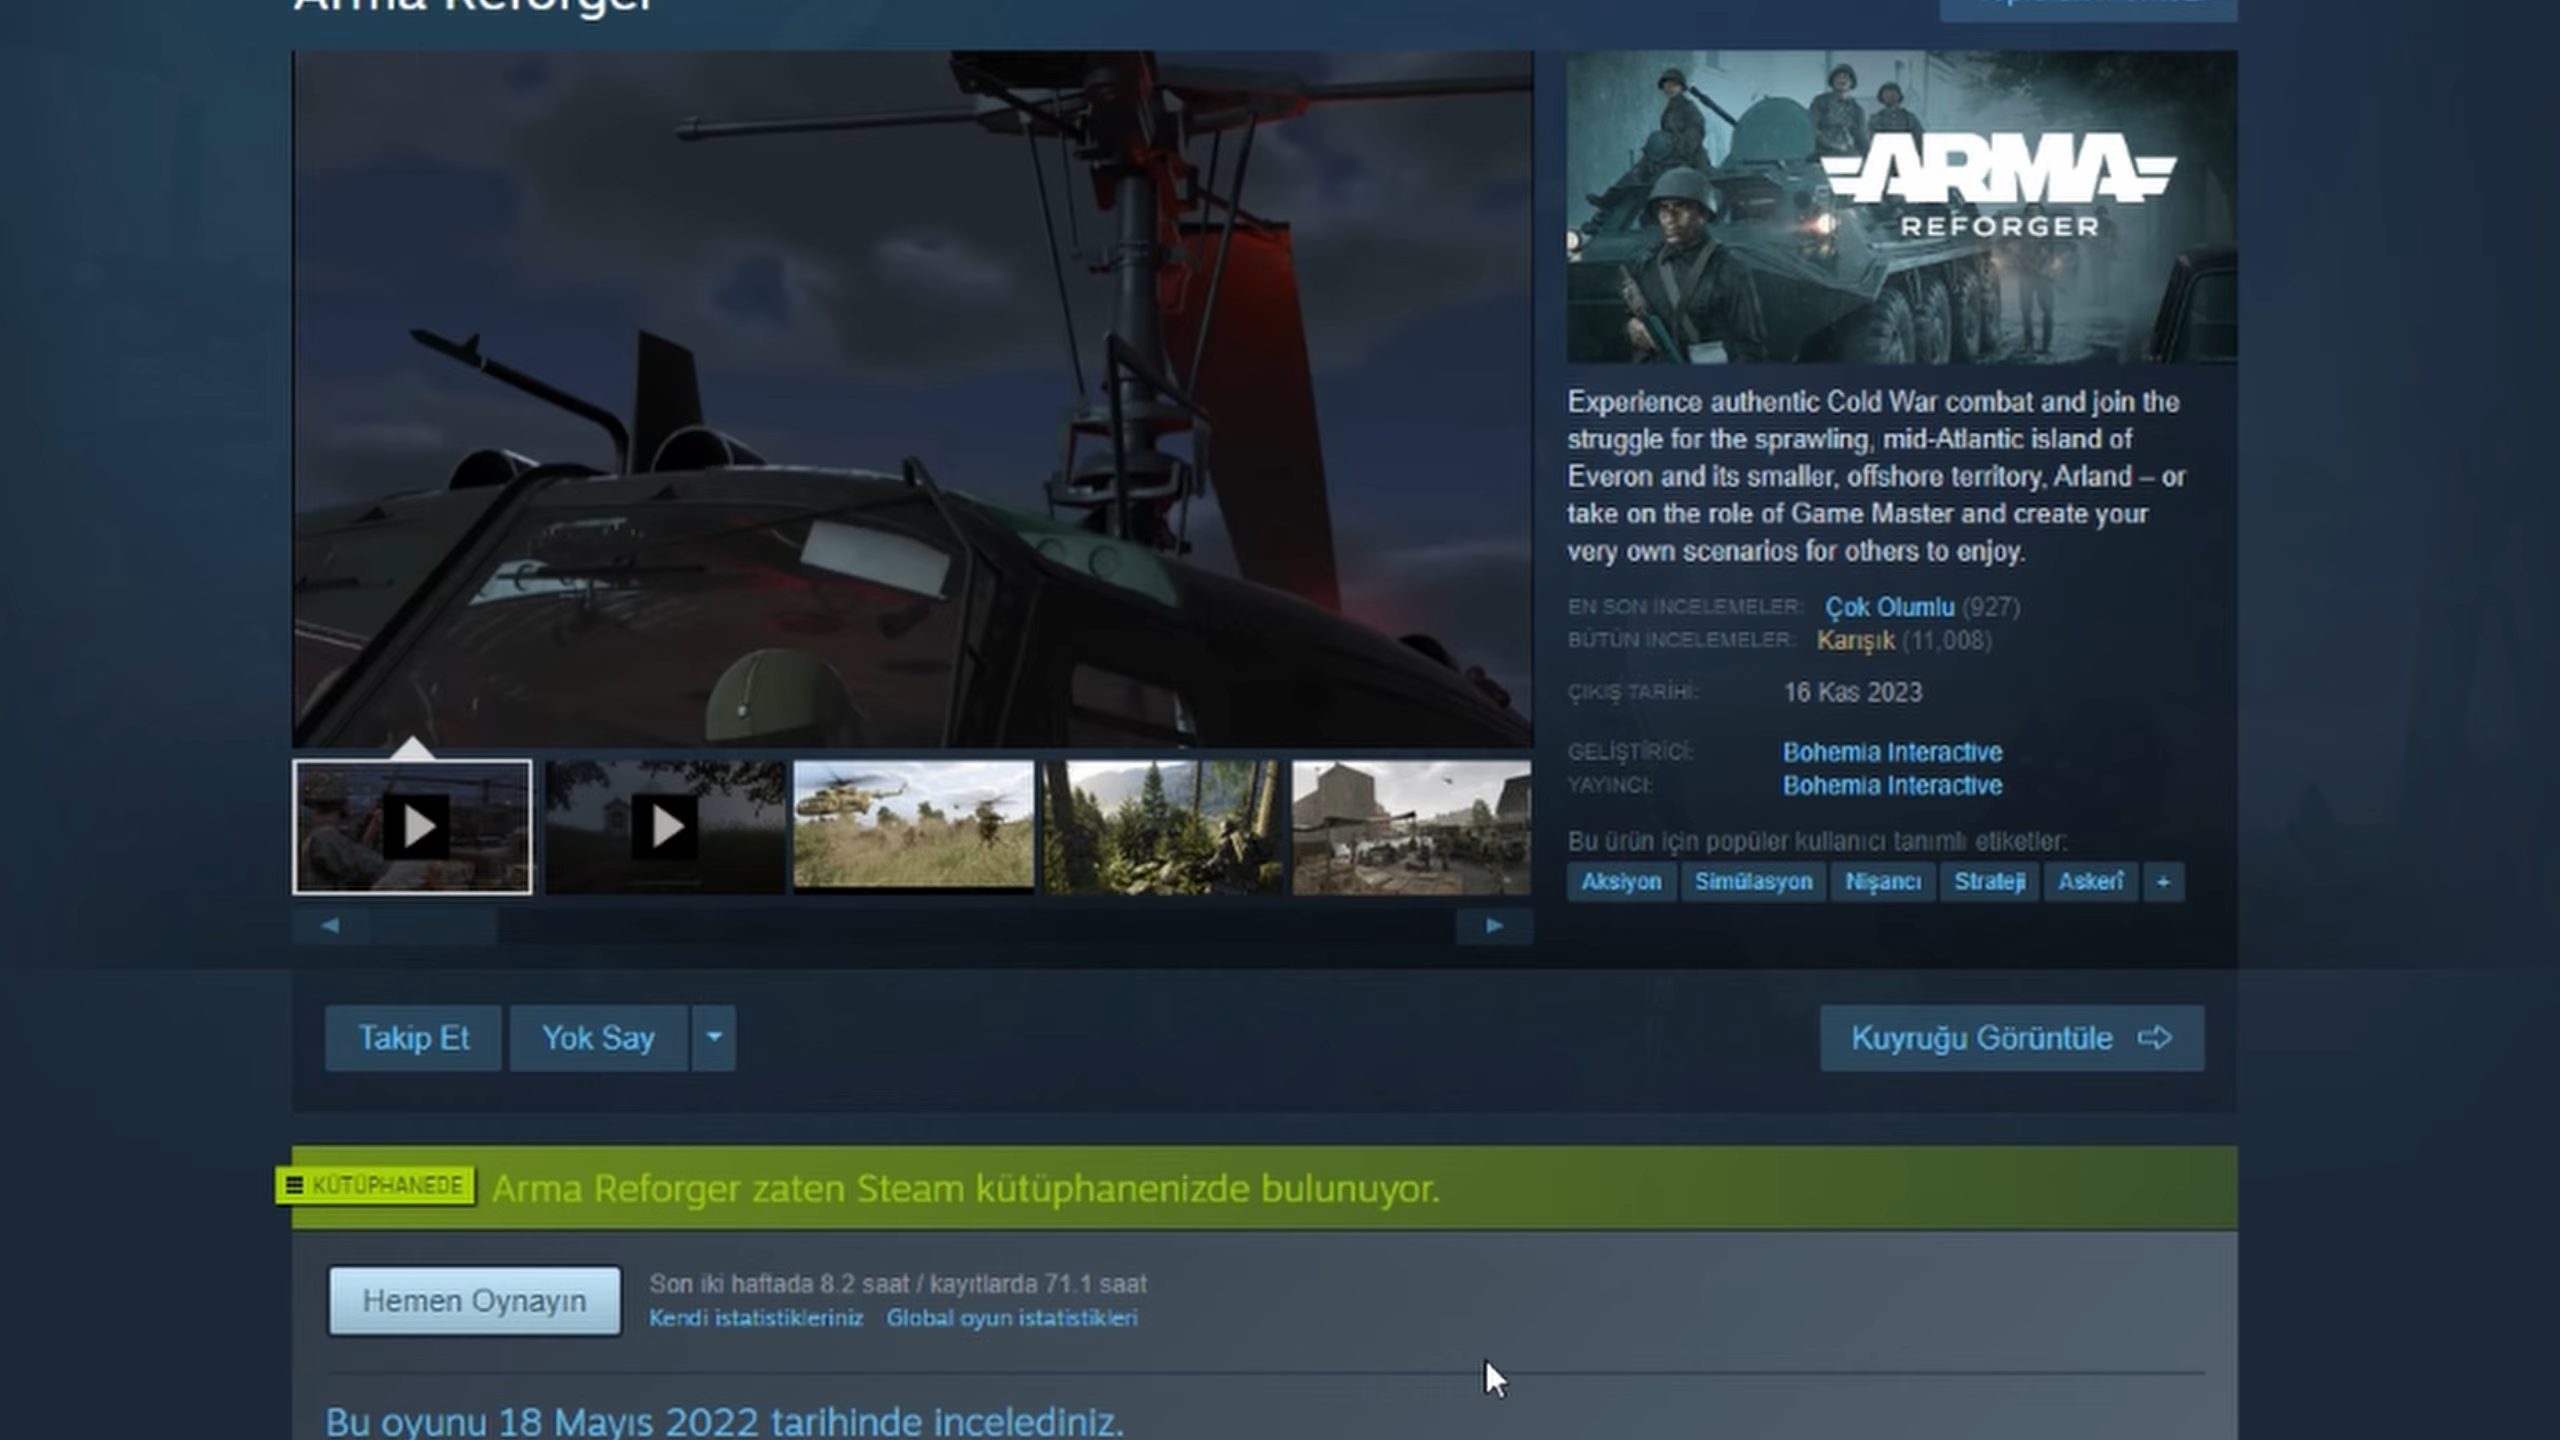 Arma Reforger
ARMA
REFORGER
Experience authentic Cold War combat and join the
struggle for the sprawling, mid-Atlantic island of
Everon and its smaller, offshore territory, Arland – or
take on the role of Game Master and create your
very own scenarios for others to enjoy.
EN SON İNCELEMELER: Çok Olumlu (927)
BÜTÜN İNCELEMELER: Karışık (11,008)
ÇIKIŞ TARİHİ: 16 Kas 2023
GELİŞTİRİCİ: Bohemia Interactive
YAYINCI: Bohemia Interactive
Bu ürün için popüler kullanıcı tanımlı etiketler:
Aksiyon Simülasyon Nişancı Strateji Askerî +
Takip Et Yok Say Kuyruğu Görüntüle
KÜTÜPHANEDE Arma Reforger zaten Steam kütüphanenizde bulunuyor.
Hemen Oynayın
Son iki haftada 8.2 saat / kayıtlarda 71.1 saat
Kendi istatistikleriniz Global oyun istatistikleri
Bu oyunu 18 Mayıs 2022 tarihinde incelediniz.